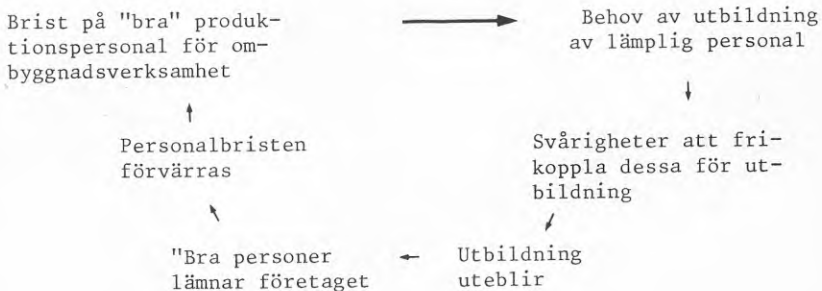 Brist på "bra" produk-
tionspersonal för om-
byggnadsverksamhet
Behov av utbildning
av lämplig personal
Svårigheter att fri-
koppla dessa för ut-
bildning
Utbildning
uteblir
"Bra personer
lämnar företaget
Personalbristen
förvärras